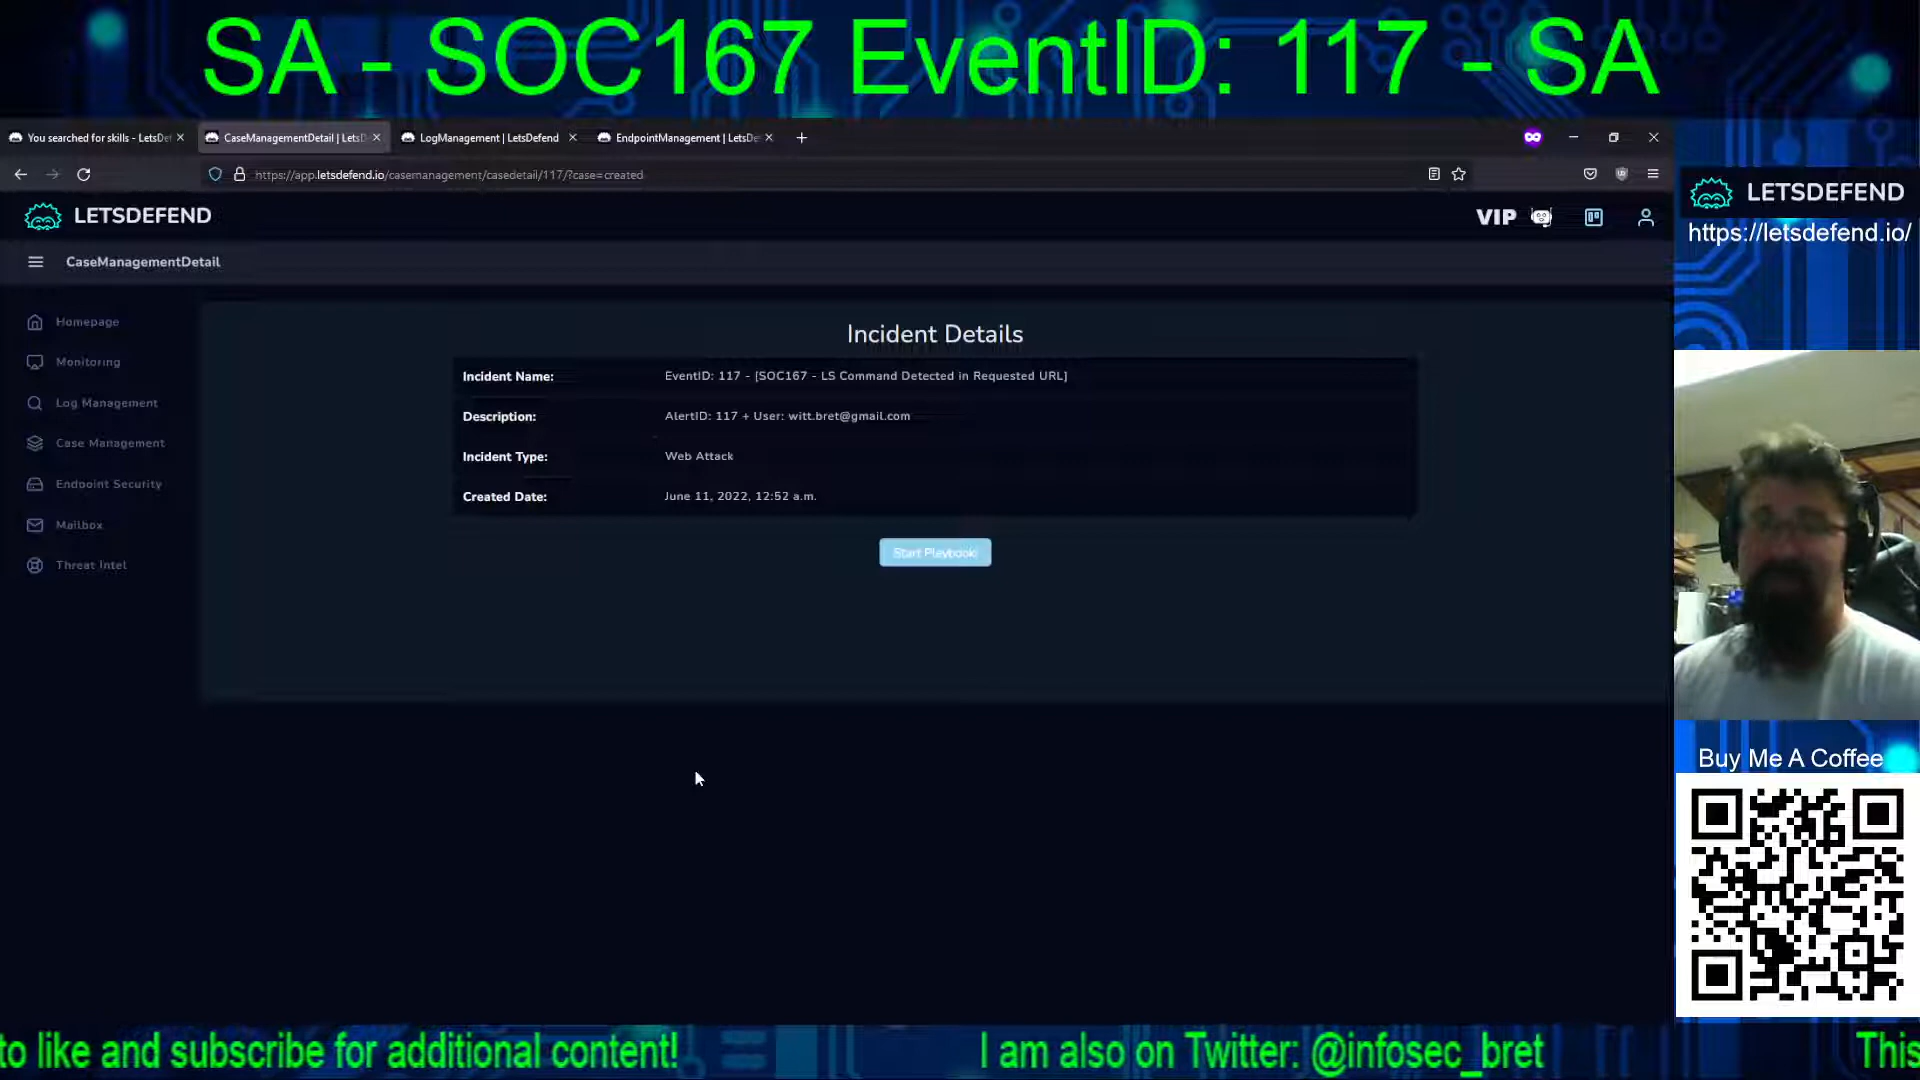 SA - SOC167 EventID: 117 - SA
You searched for skills - LetsDe
CaseManagementDetail | Lets
LogManagement | LetsDefend
EndpointManagement | LetsDe
https://app.letsdefend.io/casemanagement/casedetail/117/?case=created
LETSDEFEND
VIP
LETSDEFEND
https://letsdefend.io/
CaseManagementDetail
Homepage
Monitoring
Log Management
Case Management
Endpoint Security
Mailbox
Threat Intel
Incident Details
Incident Name: EventID: 117 - [SOC167 - LS Command Detected in Requested URL]
Description: AlertID: 117 + User: witt.bret@gmail.com
Incident Type: Web Attack
Created Date: June 11, 2022, 12:52 a.m.
Start Playbook
Buy Me A Coffee
to like and subscribe for additional content!
I am also on Twitter: @infosec_bret
This